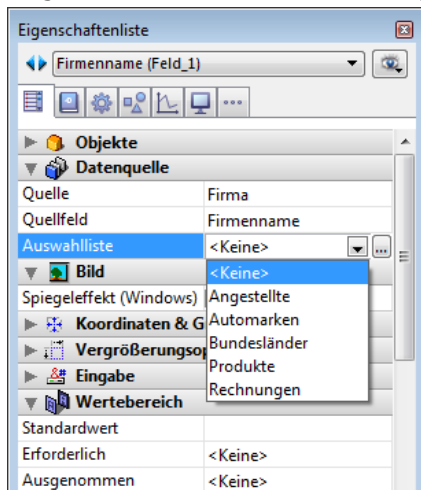 Eigenschaftenliste
Firmenname (Feld_1)
Objekte
Datenquelle
Quelle Firma
Quellfeld Firmenname
Auswahlliste <Keine>
<Keine>
Angestellte
Automarken
Bundesländer
Produkte
Rechnungen
Bild
Spiegeleffekt (Windows)
Koordinaten & G
Vergrößerungsop
Eingabe
Wertebereich
Standardwert
Erforderlich <Keine>
Ausgenommen <Keine>